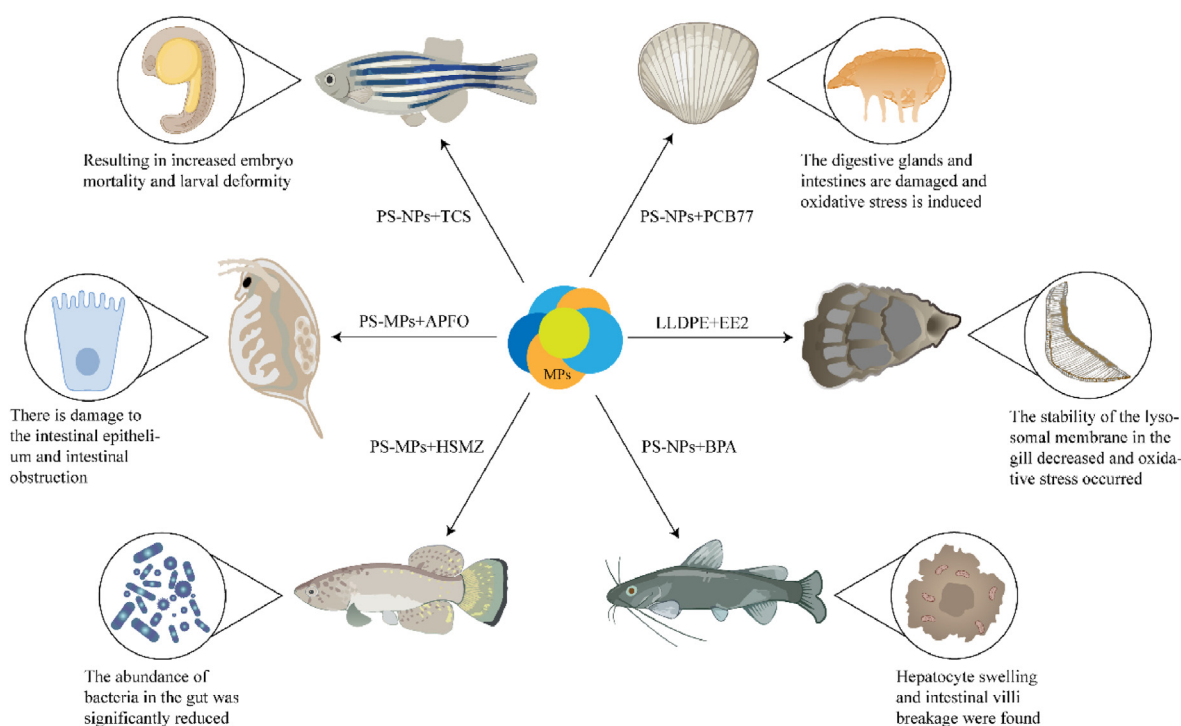 Resulting in increased embryo
mortality and larval deformity
The digestive glands and
intestines are damaged and
oxidative stress is induced
PS-NPs+TCS
PS-NPs+PCB77
PS-MPs+APFO
LLDPE+EE2
MPs
There is damage to
the intestinal epitheli-
um and intestinal
obstruction
The stability of the lyso-
somal membrane in the
gill decreased and oxida-
tive stress occurred
PS-MPs+HSMZ
PS-NPs+BPA
The abundance of
bacteria in the gut was
significantly reduced
Hepatocyte swelling
and intestinal villi
breakage were found